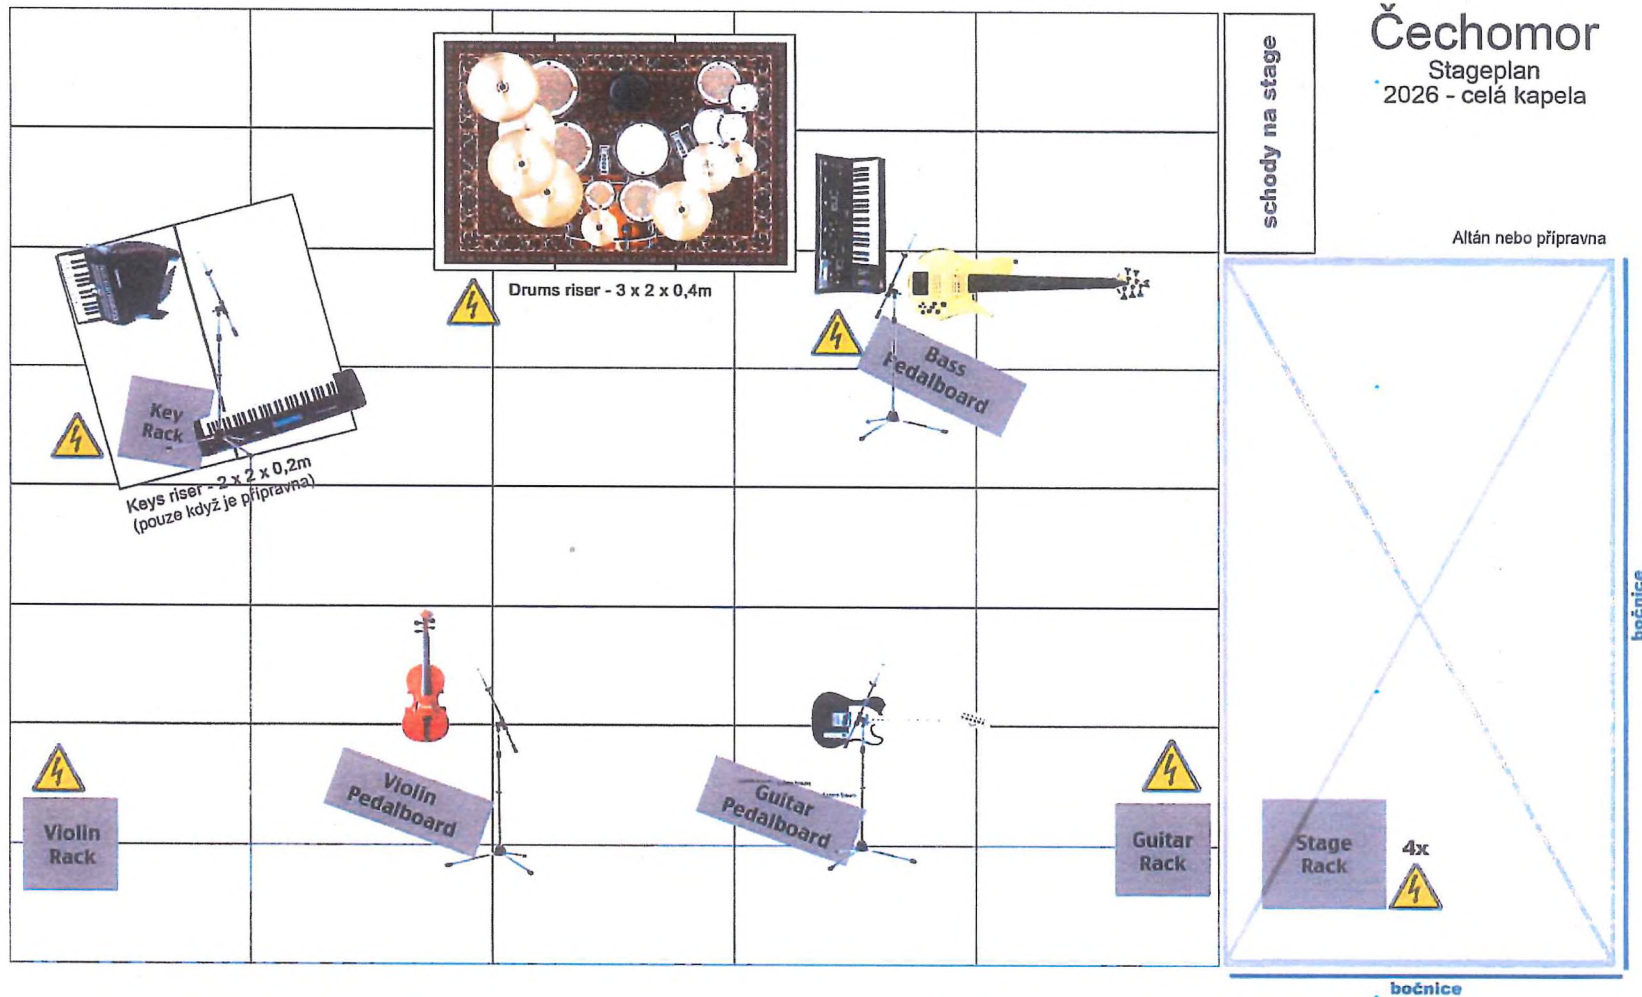 Čechomor
Stageplan
2026 - celá kapela
schody na stage
Altán nebo přípravna
Drums riser - 3 x 2 x 0,4m
Bass
Pedalboard
Key
Rack
Keys riser - 2 x 2 x 0,2m
(pouze když je přípravna)
bočnice
Violin
Pedalboard
Guitar
Pedalboard
Violin
Rack
Guitar
Rack
Stage
Rack
4x
bočnice